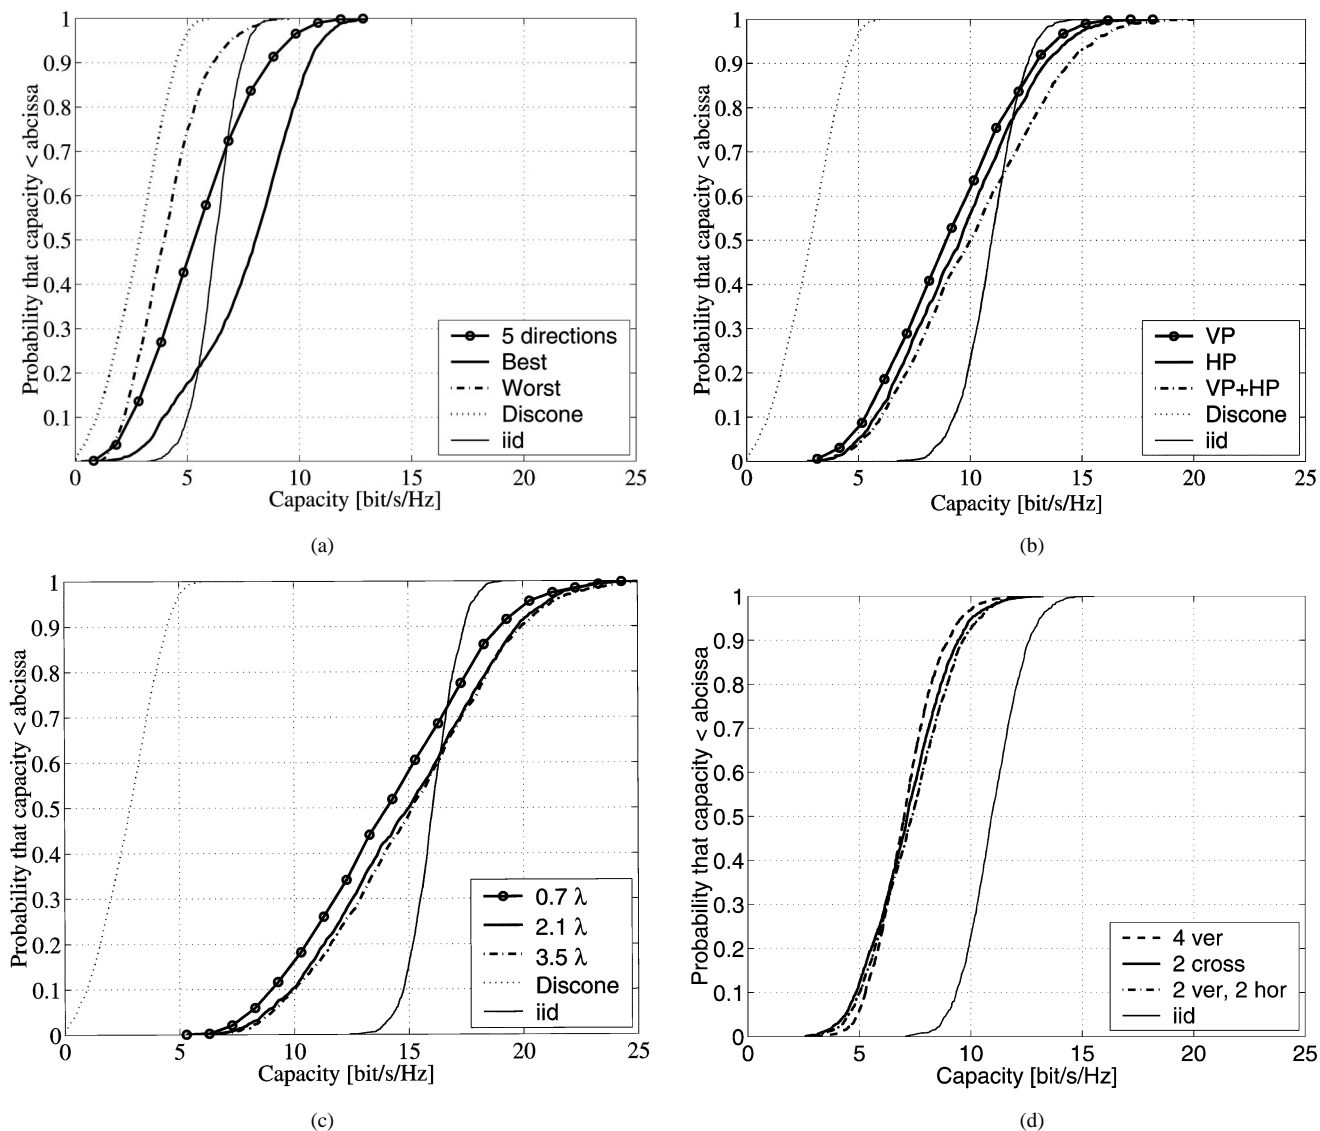 Probability that capacity < abcissa
1
0.9
0.8
0.7
0.6
0.5
0.4
0.3
0.2
0.1
0
5
10
15
20
25
5 directions
Best
Worst
Discone
iid
Capacity [bit/s/Hz]
(a)
Probability that capacity < abcissa
1
0.9
0.8
0.7
0.6
0.5
0.4
0.3
0.2
0.1
0
0
5
10
15
20
25
VP
HP
VP+HP
Discone
iid
Capacity [bit/s/Hz]
(b)
Probability that capacity < abcissa
1
0.9
0.8
0.7
0.6
0.5
0.4
0.3
0.2
0.1
0
0
5
10
15
20
25
0.7 λ
2.1 λ
3.5 λ
Discone
iid
Capacity [bit/s/Hz]
(c)
Probability that capacity < abcissa
1
0.9
0.8
0.7
0.6
0.5
0.4
0.3
0.2
0.1
0
0
5
10
15
20
25
4 ver
2 cross
2 ver, 2 hor
iid
Capacity [bit/s/Hz]
(d)